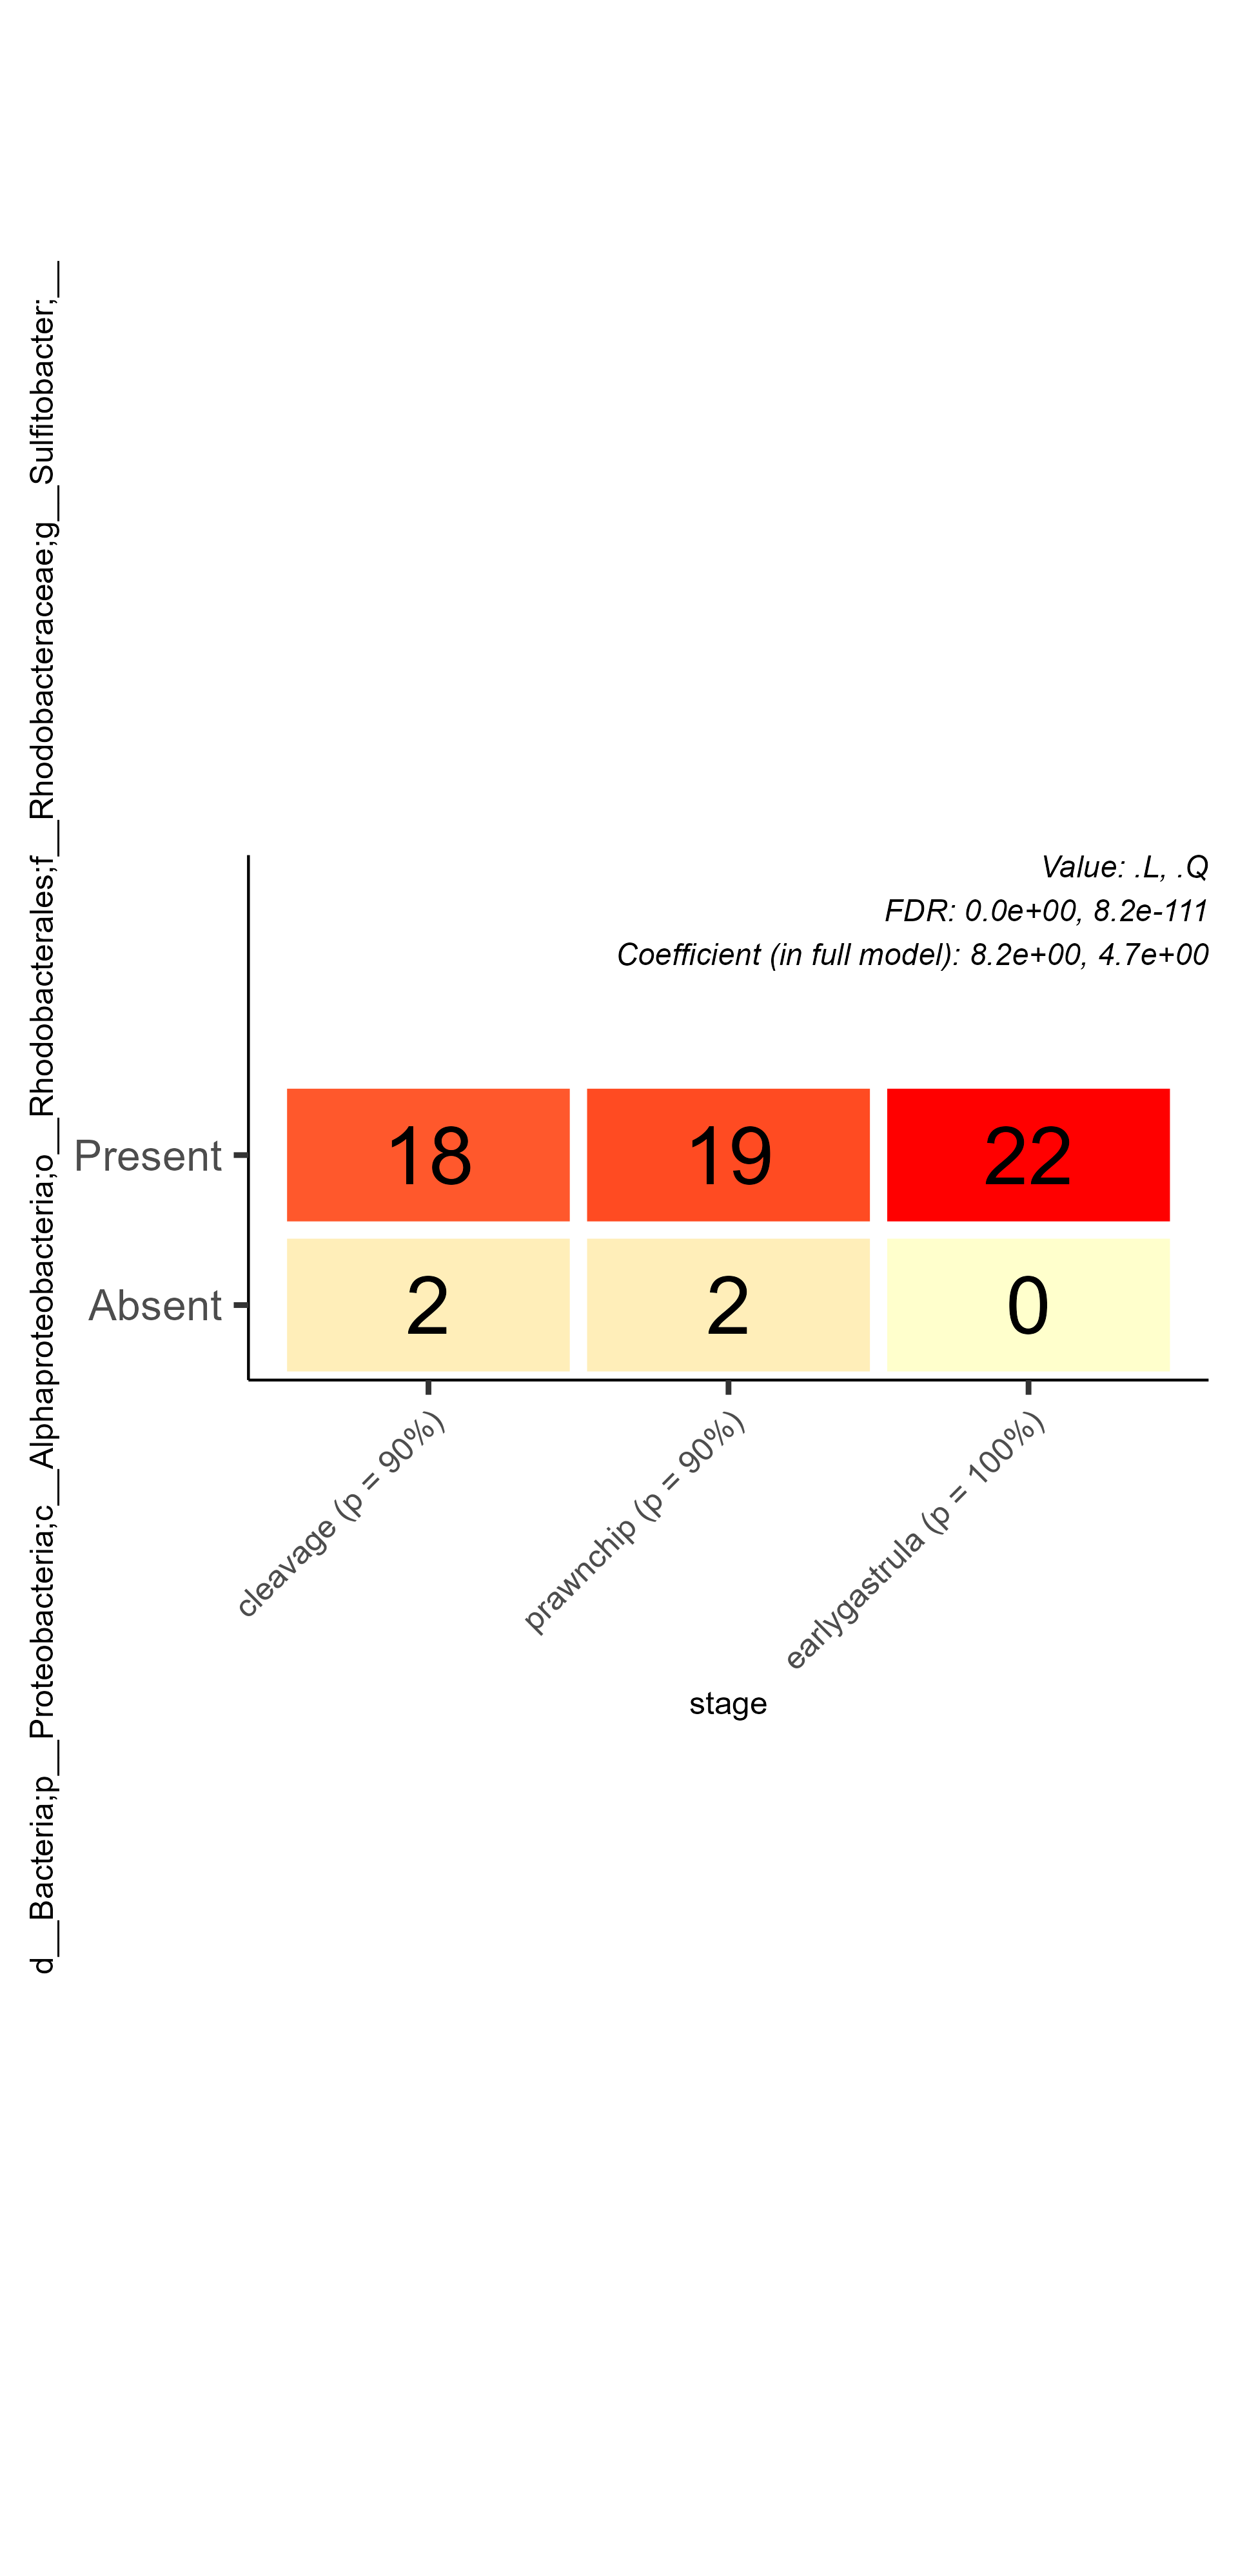 d__Bacteria;p__Proteobacteria;c__Alphaproteobacteria;o__Rhodobacterales;f__Rhodobacteraceae;g__Sulfitobacter;__
Value: .L, .Q
FDR: 0.0e+00, 8.2e-111
Coefficient (in full model): 8.2e+00, 4.7e+00
Present 18 19 22
Absent 2 2 0
cleavage (p = 90%)
prawnchip (p = 90%)
earlygastrula (p = 100%)
stage